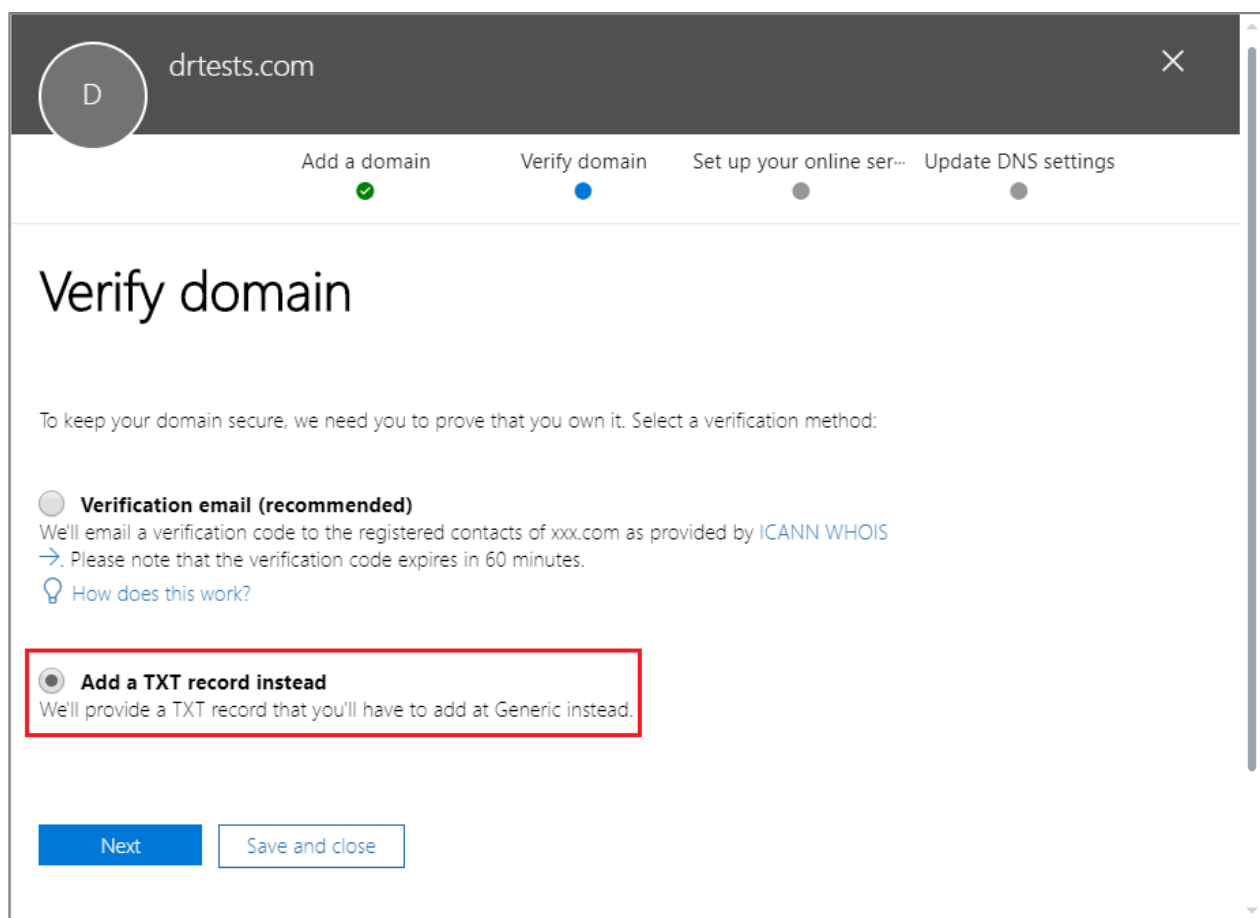 drtests.com
D
Add a domain
Verify domain
Set up your online ser...
Update DNS settings
Verify domain
To keep your domain secure, we need you to prove that you own it. Select a verification method:
Verification email (recommended)
We'll email a verification code to the registered contacts of xxx.com as provided by ICANN WHOIS
→. Please note that the verification code expires in 60 minutes.
How does this work?
Add a TXT record instead
We'll provide a TXT record that you'll have to add at Generic instead.
Next
Save and close